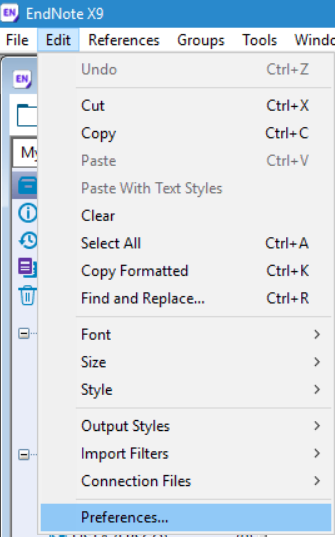 EN EndNote X9
File Edit References Groups Tools
EN
Undo Ctrl+Z
Cut Ctrl+X
Copy Ctrl+C
Paste Ctrl+V
Paste With Text Styles
Clear
Select All Ctrl+A
Copy Formatted Ctrl+K
Find and Replace... Ctrl+R
Font
Size
Style
Output Styles
Import Filters
Connection Files
Preferences...